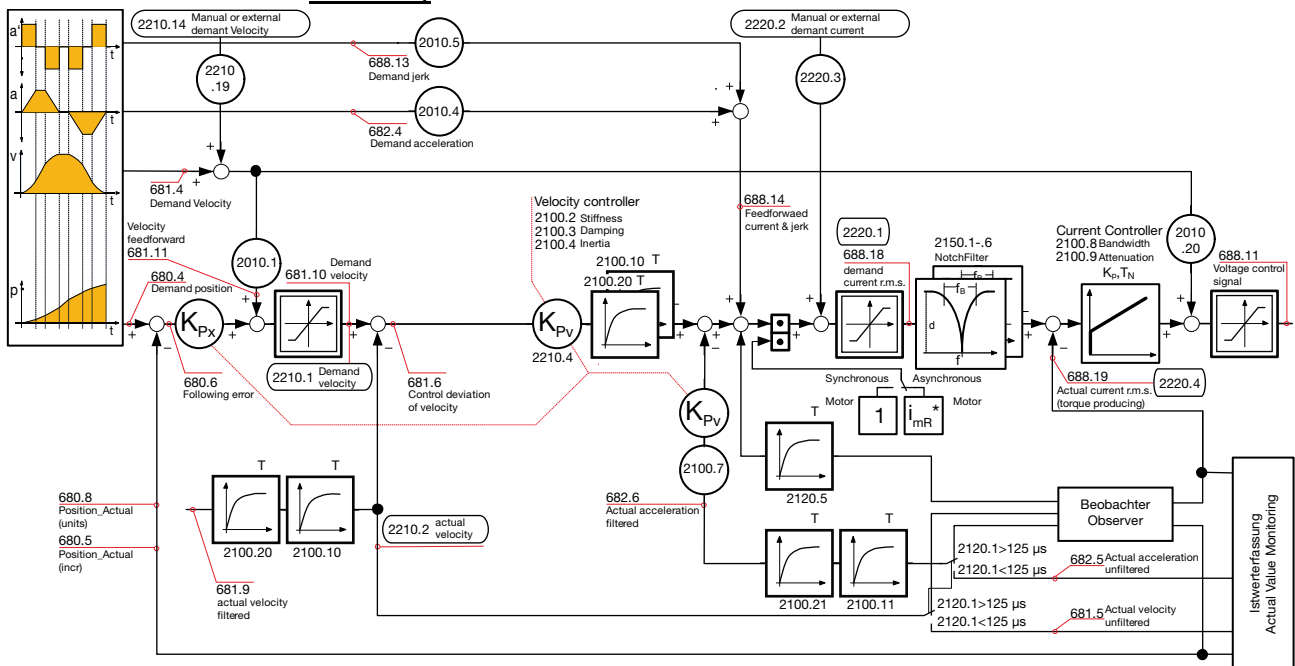 a'
t
a
t
v
t
p
t
2210.14
Manual or external
demant Velocity
2210
.19
688.13
Demand jerk
2010.5
682.4
Demand acceleration
2010.4
2220.2
Manual or external
demant current
2220.3
+
+
+
+
681.4
Demand Velocity
Velocity
feedforward
681.11
680.4
Demand position
2010.1
681.10
Demand
velocity
Velocity controller
2100.2 Stiffness
2100.3 Damping
2100.4 Inertia
688.14
Feedforwaed
current & jerk
2220.1
688.18
demand
current r.m.s.
2150.1-.6
NotchFilter
Current Controller
2100.8 Bandwidth
2100.9 Attenuation
KP,TN
2010
.20
688.11
Voltage control
signal
2100.10 T
2100.20 T
fB
fB
d
f
+
−
KPx
+
+
+
−
KPv
2210.4
+
−
+
+
+
+
+
+
−
+
+
680.6
Following error
2210.1
Demand
velocity
681.6
Control deviation
of velocity
Synchronous
Motor
1
Asynchronous
Motor
imR*
688.19
Actual current r.m.s.
(torque producing)
2220.4
KPv
2100.7
T
2120.5
680.8
Position_Actual
(units)
680.5
Position_Actual
(incr)
T
T
2100.20
2100.10
681.9
actual velocity
filtered
2210.2
actual
velocity
682.6
Actual acceleration
filtered
T
T
2100.21
2100.11
Beobachter
Observer
2120.1>125 µs
2120.1<125 µs
682.5
Actual acceleration
unfiltered
2120.1>125 µs
2120.1<125 µs
681.5
Actual velocity
unfiltered
Istwerterfassung
Actual Value Monitoring